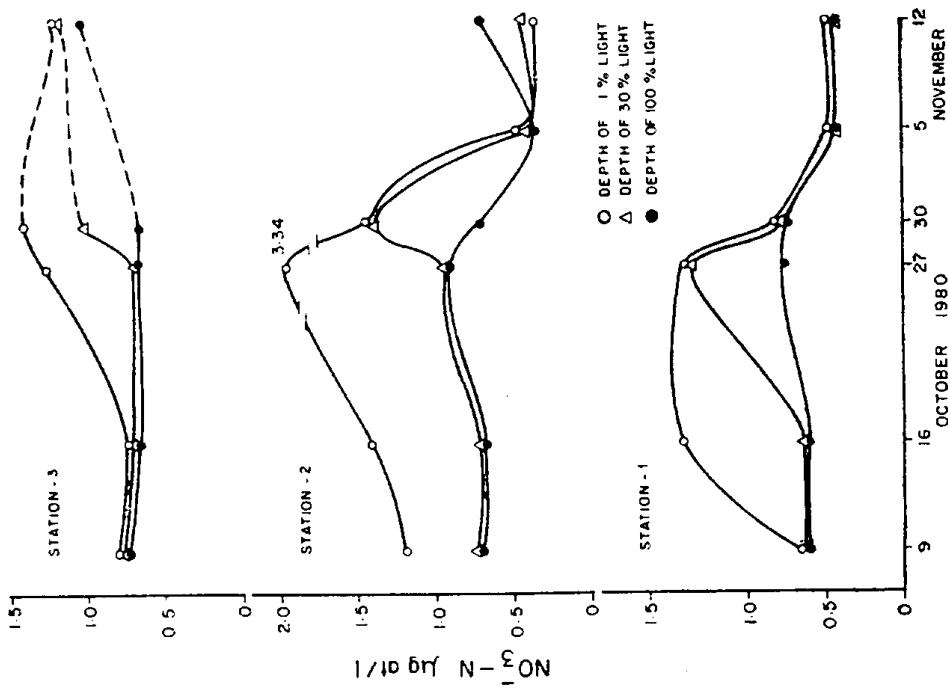 STATION - 3
1·5
1·0
0·5
STATION - 2
3·34
2·0
1·5
1·0
0·5
0
STATION - 1
1·5
1·0
0·5
0
NO₃⁻ - N µg at/l
○ DEPTH OF 1 % LIGHT
△ DEPTH OF 30 % LIGHT
● DEPTH OF 100 % LIGHT
9 16 27 30 5 12
OCTOBER 1980 NOVEMBER